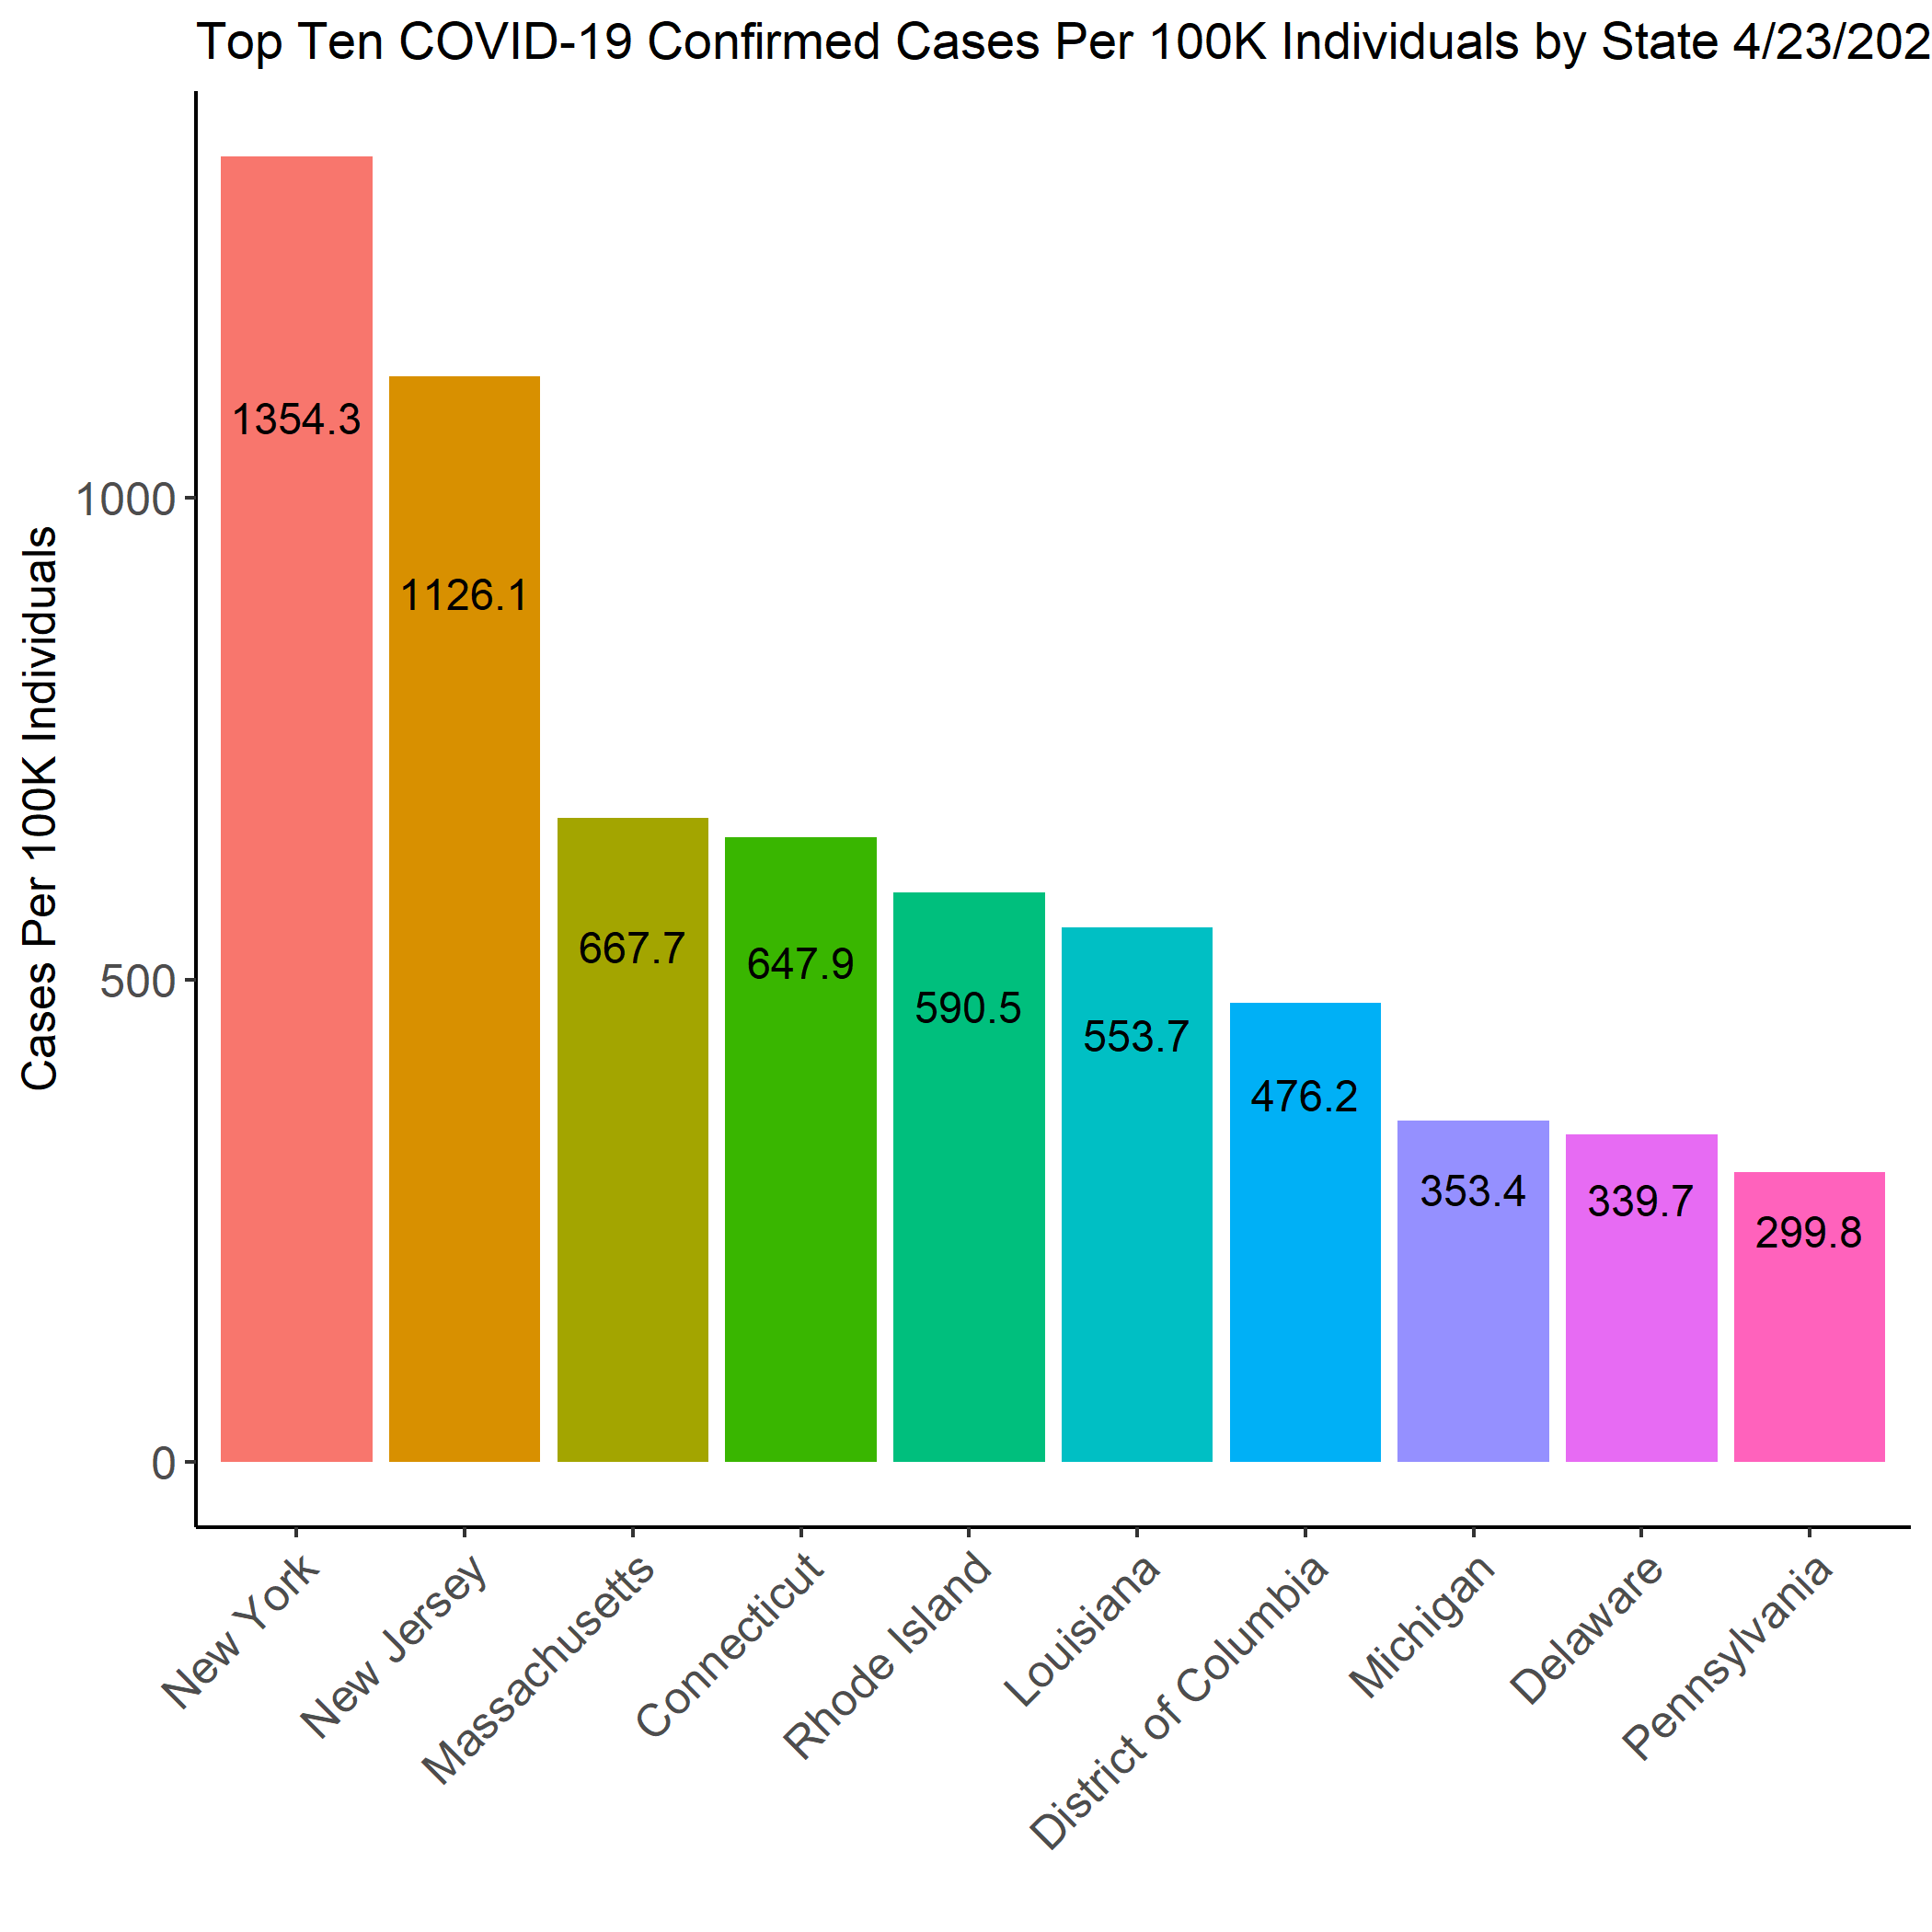 Top Ten COVID-19 Confirmed Cases Per 100K Individuals by State 4/23/202
Cases Per 100K Individuals
1000
500
0
1354.3
1126.1
667.7
647.9
590.5
553.7
476.2
353.4
339.7
299.8
New York
New Jersey
Massachusetts
Connecticut
Rhode Island
Louisiana
District of Columbia
Michigan
Delaware
Pennsylvania